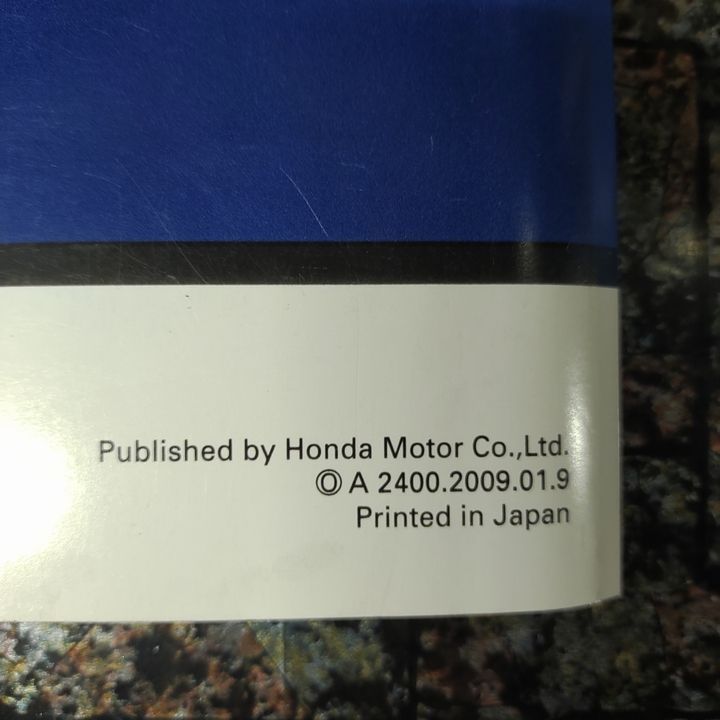 Published by Honda Motor Co.,Ltd.
Ⓞ A 2400.2009.01.9
Printed in Japan